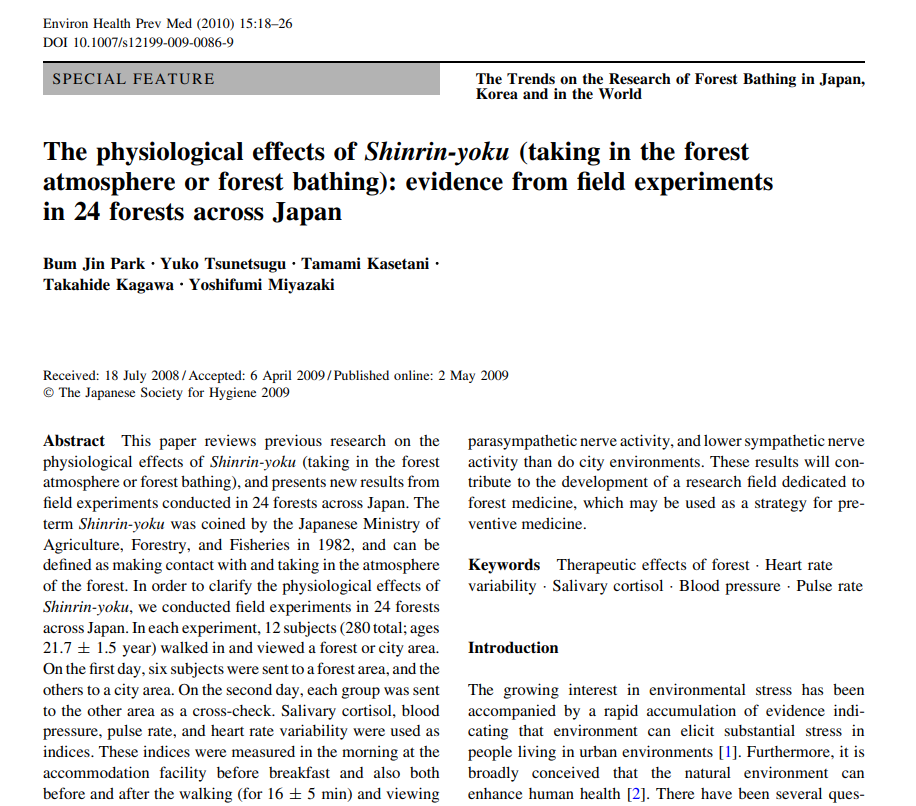 Environ Health Prev Med (2010) 15:18–26
DOI 10.1007/s12199-009-0086-9
SPECIAL FEATURE
The Trends on the Research of Forest Bathing in Japan,
Korea and in the World
The physiological effects of Shinrin-yoku (taking in the forest
atmosphere or forest bathing): evidence from field experiments
in 24 forests across Japan
Bum Jin Park · Yuko Tsunetsugu · Tamami Kasetani ·
Takahide Kagawa · Yoshifumi Miyazaki
Received: 18 July 2008 / Accepted: 6 April 2009 / Published online: 2 May 2009
© The Japanese Society for Hygiene 2009
Abstract This paper reviews previous research on the
physiological effects of Shinrin-yoku (taking in the forest
atmosphere or forest bathing), and presents new results from
field experiments conducted in 24 forests across Japan. The
term Shinrin-yoku was coined by the Japanese Ministry of
Agriculture, Forestry, and Fisheries in 1982, and can be
defined as making contact with and taking in the atmosphere
of the forest. In order to clarify the physiological effects of
Shinrin-yoku, we conducted field experiments in 24 forests
across Japan. In each experiment, 12 subjects (280 total; ages
21.7 ± 1.5 year) walked in and viewed a forest or city area.
On the first day, six subjects were sent to a forest area, and the
others to a city area. On the second day, each group was sent
to the other area as a cross-check. Salivary cortisol, blood
pressure, pulse rate, and heart rate variability were used as
indices. These indices were measured in the morning at the
accommodation facility before breakfast and also both
before and after the walking (for 16 ± 5 min) and viewing
parasympathetic nerve activity, and lower sympathetic nerve
activity than do city environments. These results will con-
tribute to the development of a research field dedicated to
forest medicine, which may be used as a strategy for pre-
ventive medicine.
Keywords Therapeutic effects of forest · Heart rate
variability · Salivary cortisol · Blood pressure · Pulse rate
Introduction
The growing interest in environmental stress has been
accompanied by a rapid accumulation of evidence indi-
cating that environment can elicit substantial stress in
people living in urban environments [1]. Furthermore, it is
broadly conceived that the natural environment can
enhance human health [2]. There have been several ques-